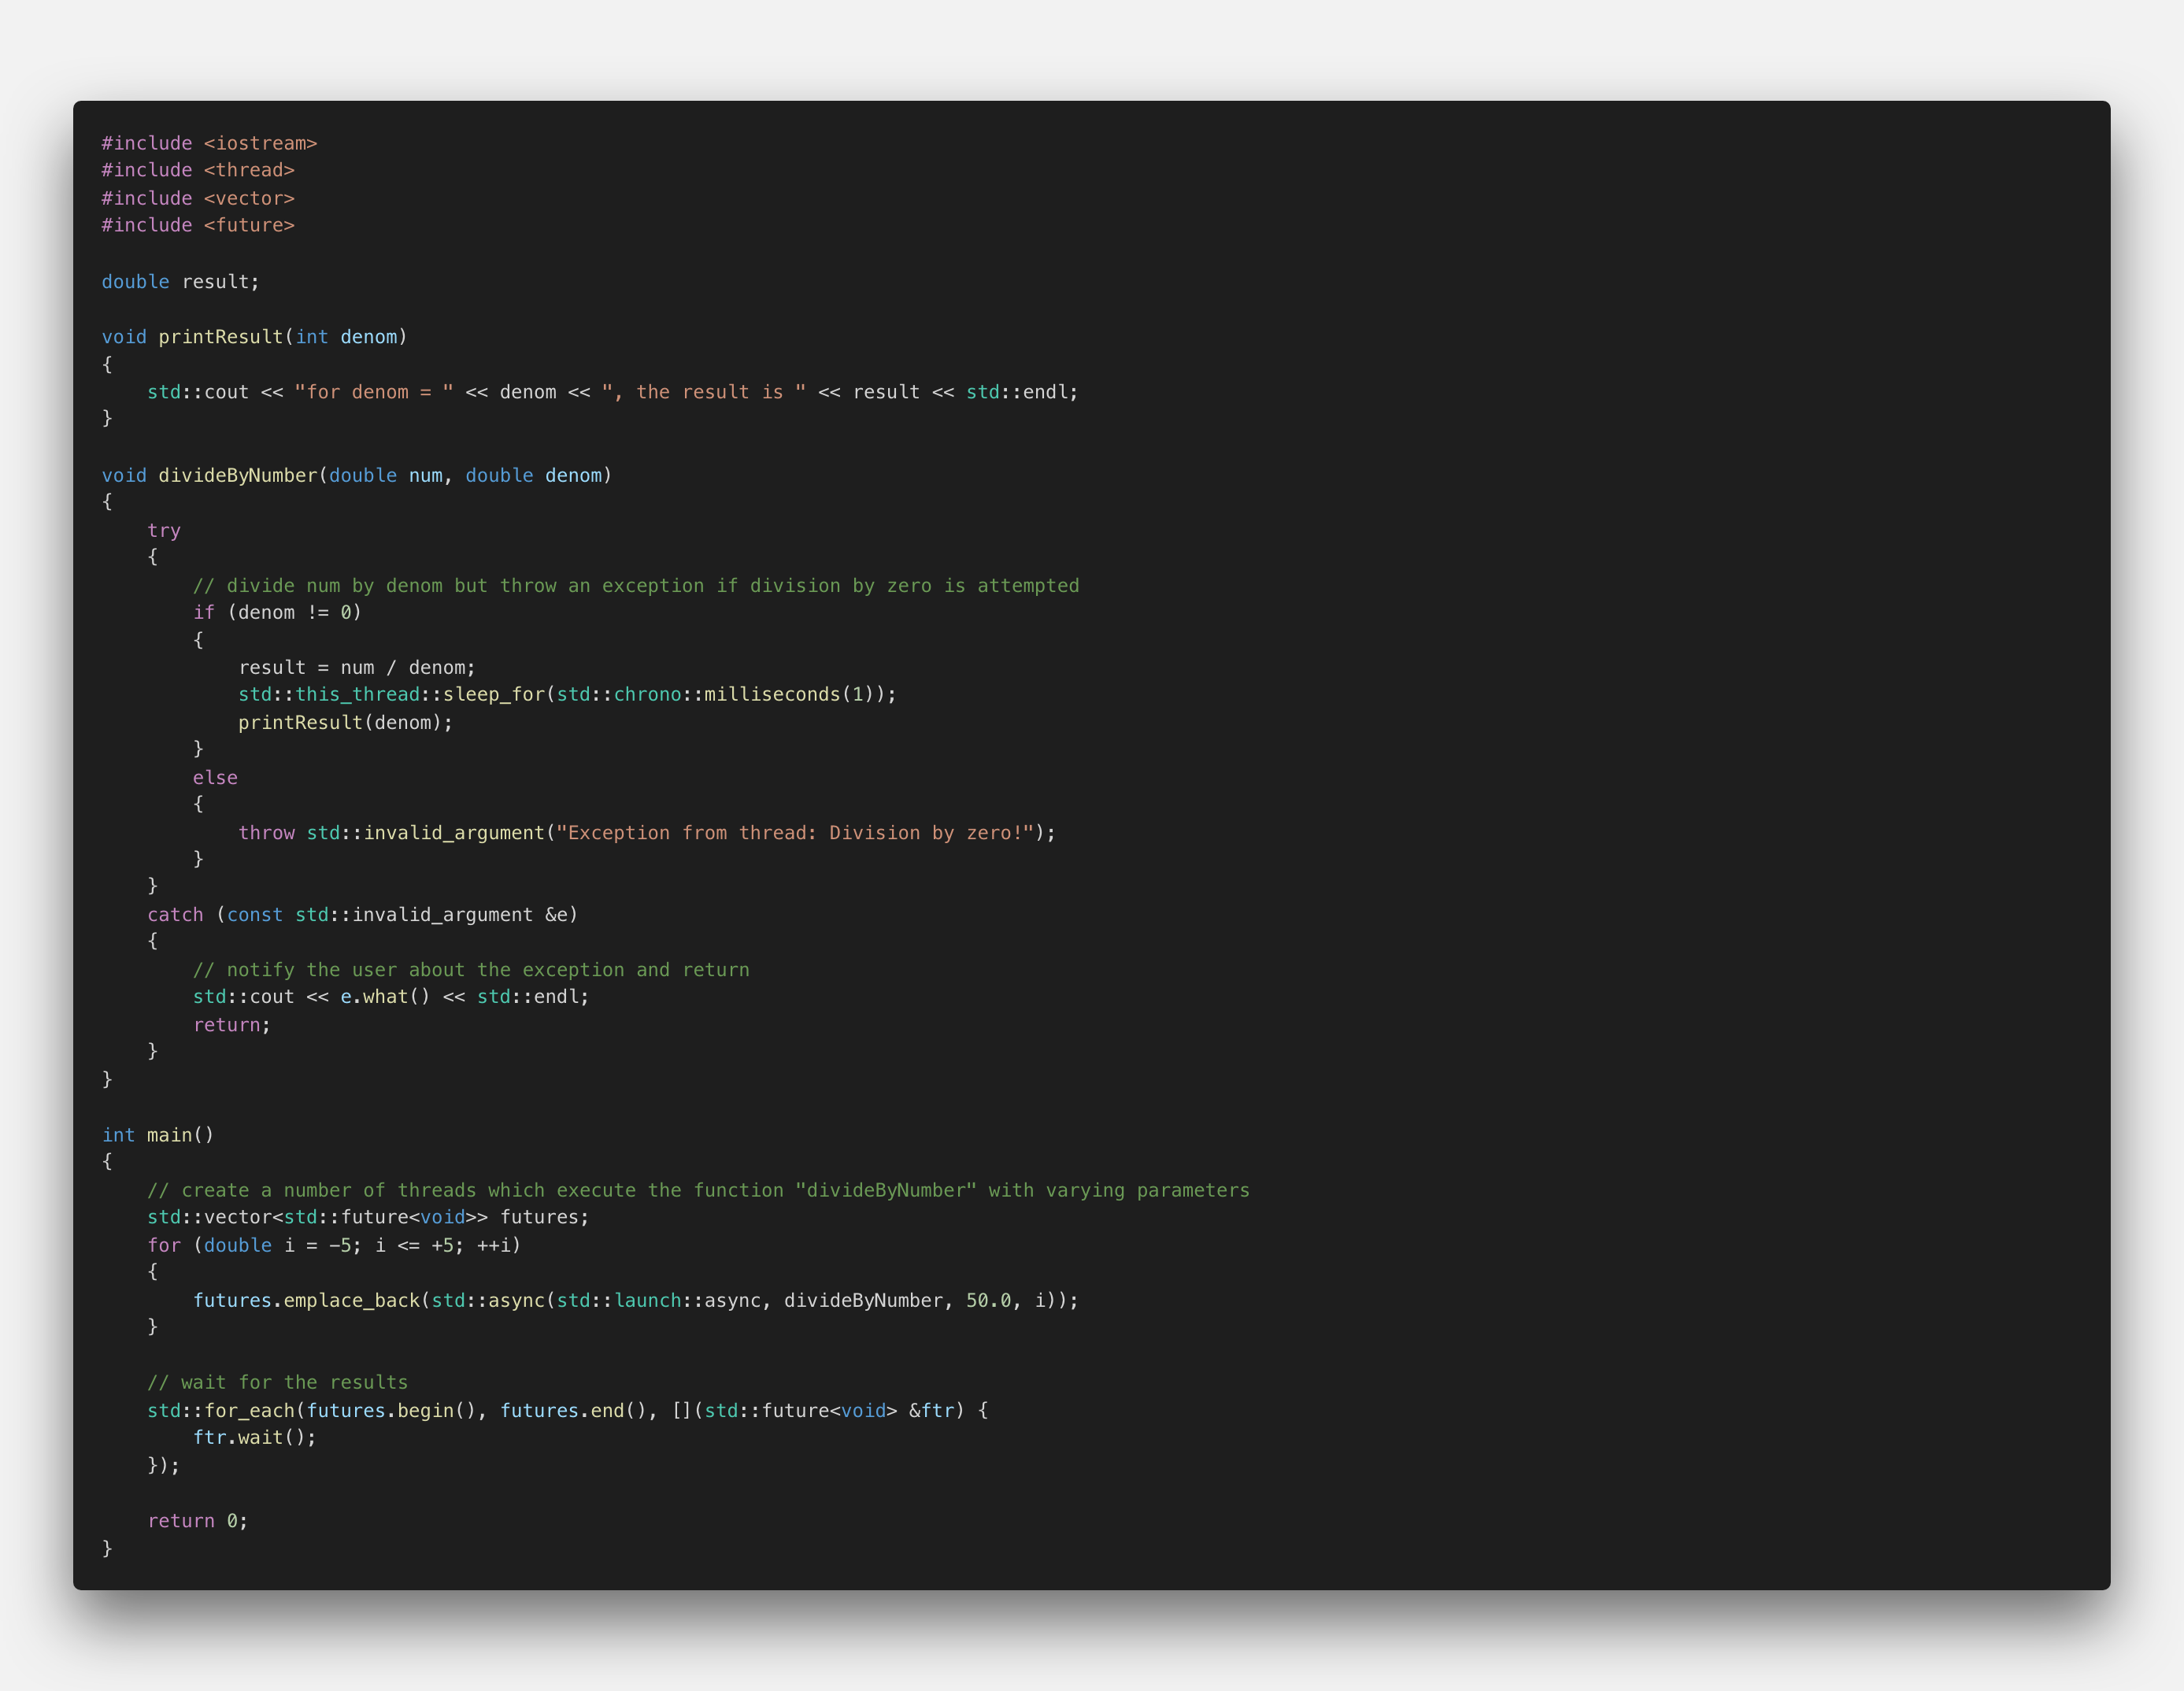 #include <iostream>
#include <thread>
#include <vector>
#include <future>

double result;

void printResult(int denom)
{
    std::cout << "for denom = " << denom << ", the result is " << result << std::endl;
}

void divideByNumber(double num, double denom)
{
    try
    {
        // divide num by denom but throw an exception if division by zero is attempted
        if (denom != 0)
        {
            result = num / denom;
            std::this_thread::sleep_for(std::chrono::milliseconds(1));
            printResult(denom);
        }
        else
        {
            throw std::invalid_argument("Exception from thread: Division by zero!");
        }
    }
    catch (const std::invalid_argument &e)
    {
        // notify the user about the exception and return
        std::cout << e.what() << std::endl;
        return;
    }
}

int main()
{
    // create a number of threads which execute the function "divideByNumber" with varying parameters
    std::vector<std::future<void>> futures;
    for (double i = -5; i <= +5; ++i)
    {
        futures.emplace_back(std::async(std::launch::async, divideByNumber, 50.0, i));
    }

    // wait for the results
    std::for_each(futures.begin(), futures.end(), [](std::future<void> &ftr) {
        ftr.wait();
    });

    return 0;
}